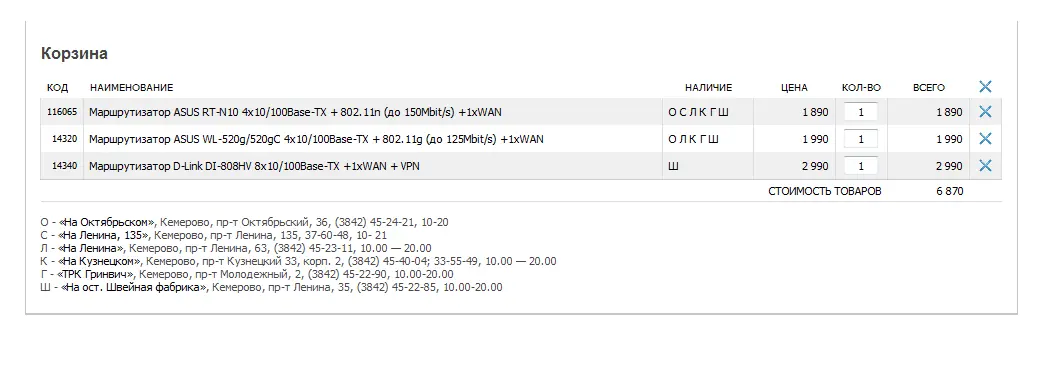 Корзина
КОД НАИМЕНОВАНИЕ НАЛИЧИЕ ЦЕНА КОЛ-ВО ВСЕГО
116065 Маршрутизатор ASUS RT-N10 4x10/100Base-TX + 802.11n (до 150Mbit/s) +1xWAN О С Л К Г Ш 1 890 1 1 890
14320 Маршрутизатор ASUS WL-520g/520gC 4x10/100Base-TX + 802.11g (до 125Mbit/s) +1xWAN О Л К Г Ш 1 990 1 1 990
14340 Маршрутизатор D-Link DI-808HV 8x10/100Base-TX +1xWAN + VPN Ш 2 990 1 2 990
СТОИМОСТЬ ТОВАРОВ 6 870
О - «На Октябрьском», Кемерово, пр-т Октябрьский, 36, (3842) 45-24-21, 10-20
С - «На Ленина, 135», Кемерово, пр-т Ленина, 135, 37-60-48, 10- 21
Л - «На Ленина», Кемерово, пр-т Ленина, 63, (3842) 45-23-11, 10.00 — 20.00
К - «На Кузнецком», Кемерово, пр-т Кузнецкий 33, корп. 2, (3842) 45-40-04; 33-55-49, 10.00 — 20.00
Г - «ТРК Гринвич», Кемерово, пр-т Молодежный, 2, (3842) 45-22-90, 10.00-20.00
Ш - «На ост. Швейная фабрика», Кемерово, пр-т Ленина, 35, (3842) 45-22-85, 10.00-20.00